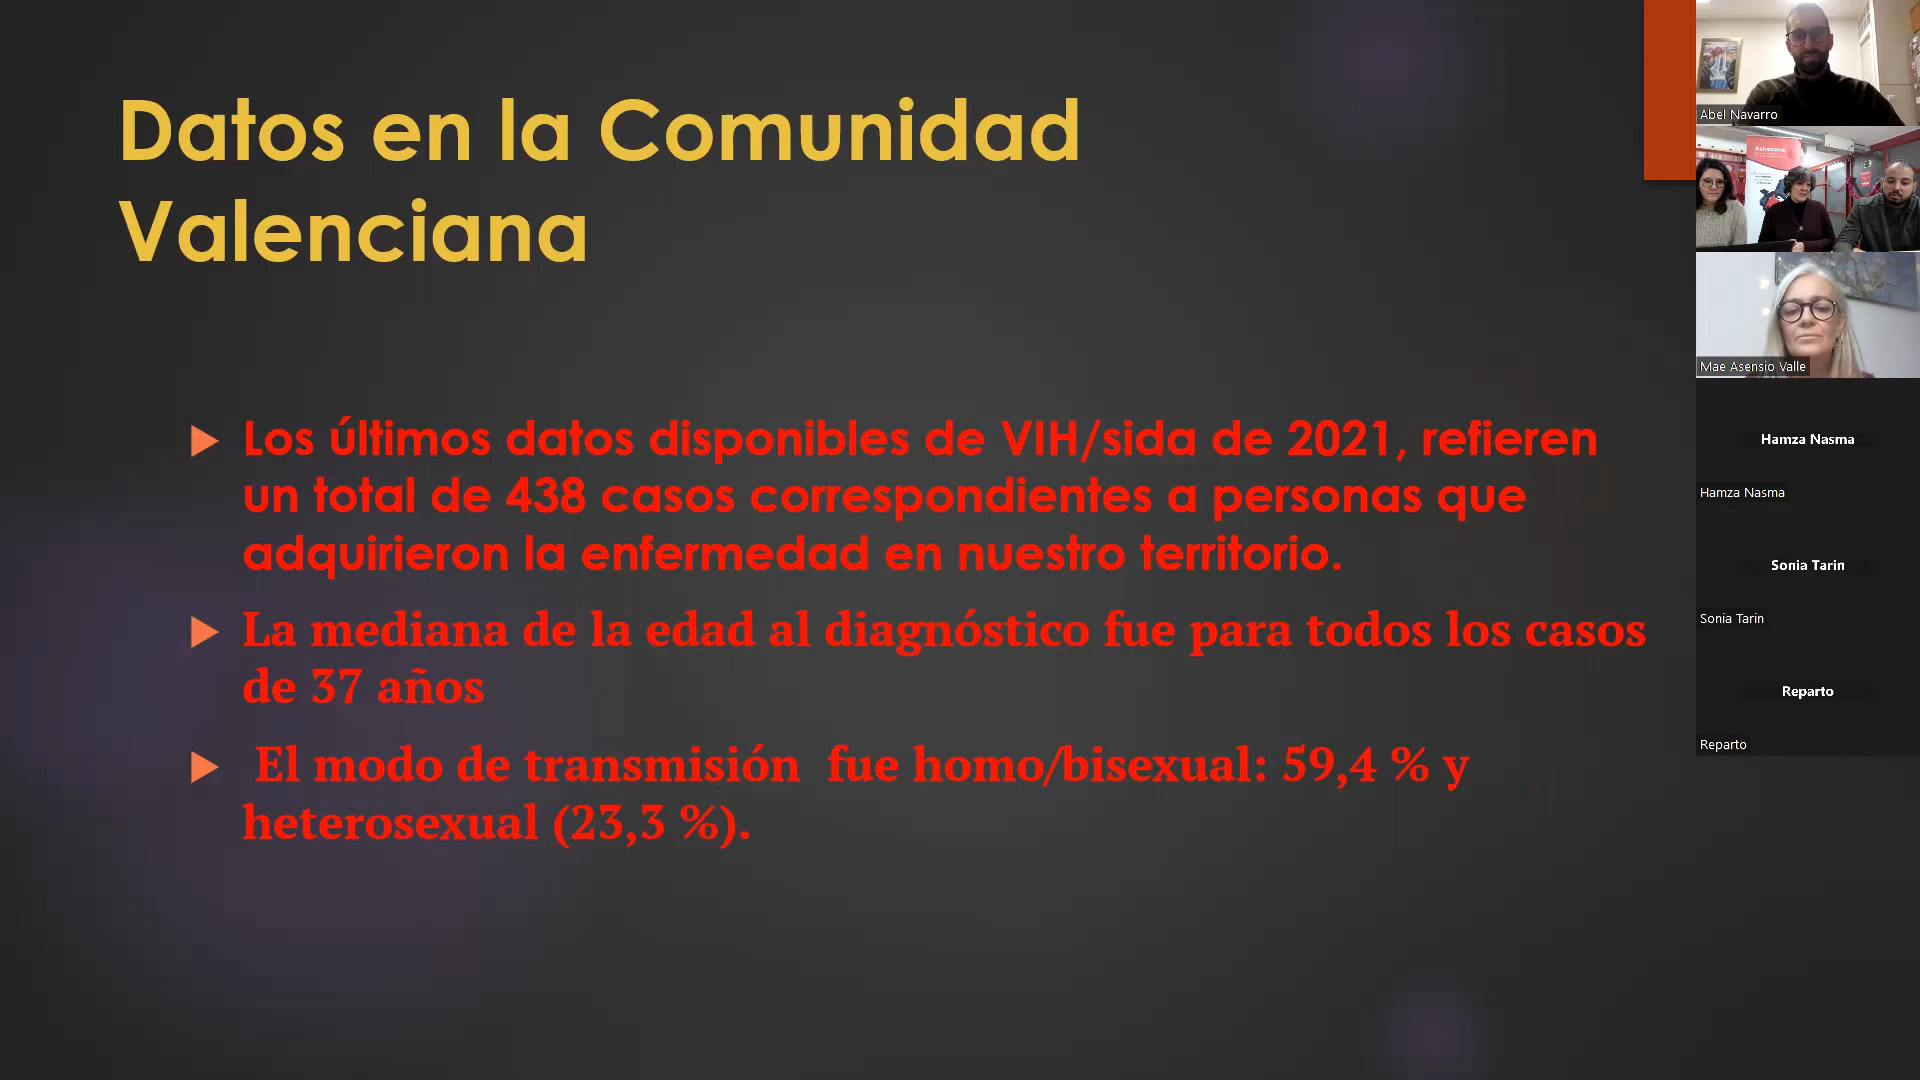 Datos en la Comunidad
Valenciana
Los últimos datos disponibles de VIH/sida de 2021, refieren
un total de 438 casos correspondientes a personas que
adquirieron la enfermedad en nuestro territorio.
La mediana de la edad al diagnóstico fue para todos los casos
de 37 años
El modo de transmisión fue homo/bisexual: 59,4 % y
heterosexual (23,3 %).
Abel Navarro
Ashecova
Mae Asensio Valle
Hamza Nasma
Hamza Nasma
Sonia Tarin
Sonia Tarin
Reparto
Reparto